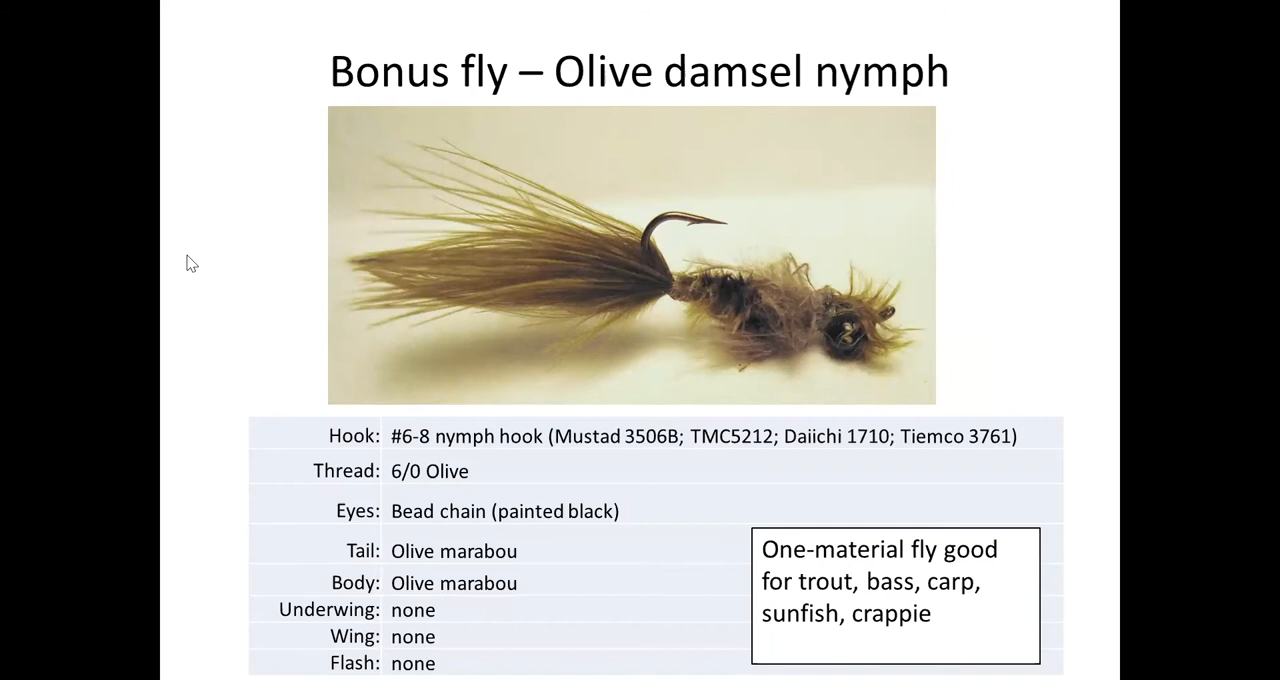 Bonus fly – Olive damsel nymph
Hook: #6-8 nymph hook (Mustad 3506B; TMC5212; Daiichi 1710; Tiemco 3761)
Thread: 6/0 Olive
Eyes: Bead chain (painted black)
Tail: Olive marabou
Body: Olive marabou
Underwing: none
Wing: none
Flash: none
One-material fly good
for trout, bass, carp,
sunfish, crappie